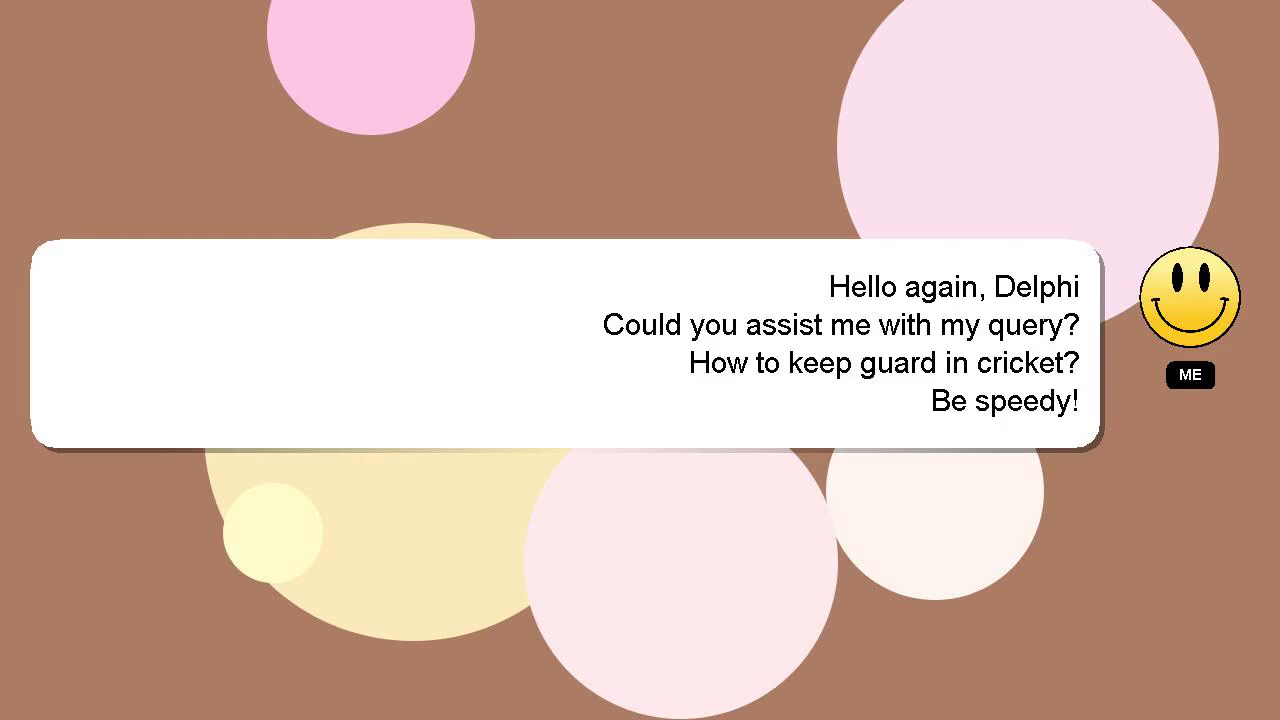 Hello again, Delphi
Could you assist me with my query?
How to keep guard in cricket?
Be speedy!
ME